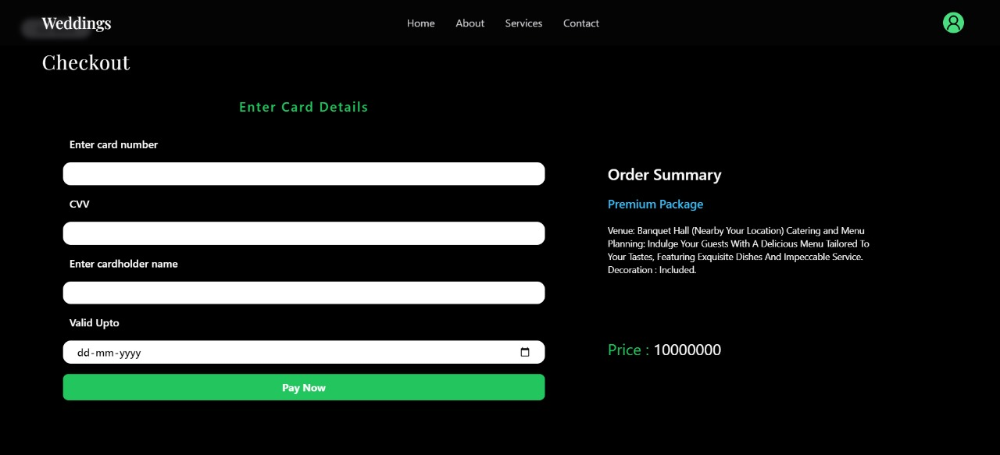 Weddings
Home About Services Contact
Checkout
Enter Card Details
Enter card number
CVV
Enter cardholder name
Valid Upto
dd-mm-yyyy
Pay Now
Order Summary
Premium Package
Venue: Banquet Hall (Nearby Your Location) Catering and Menu
Planning: Indulge Your Guests With A Delicious Menu Tailored To
Your Tastes, Featuring Exquisite Dishes And Impeccable Service.
Decoration : Included.
Price : 10000000